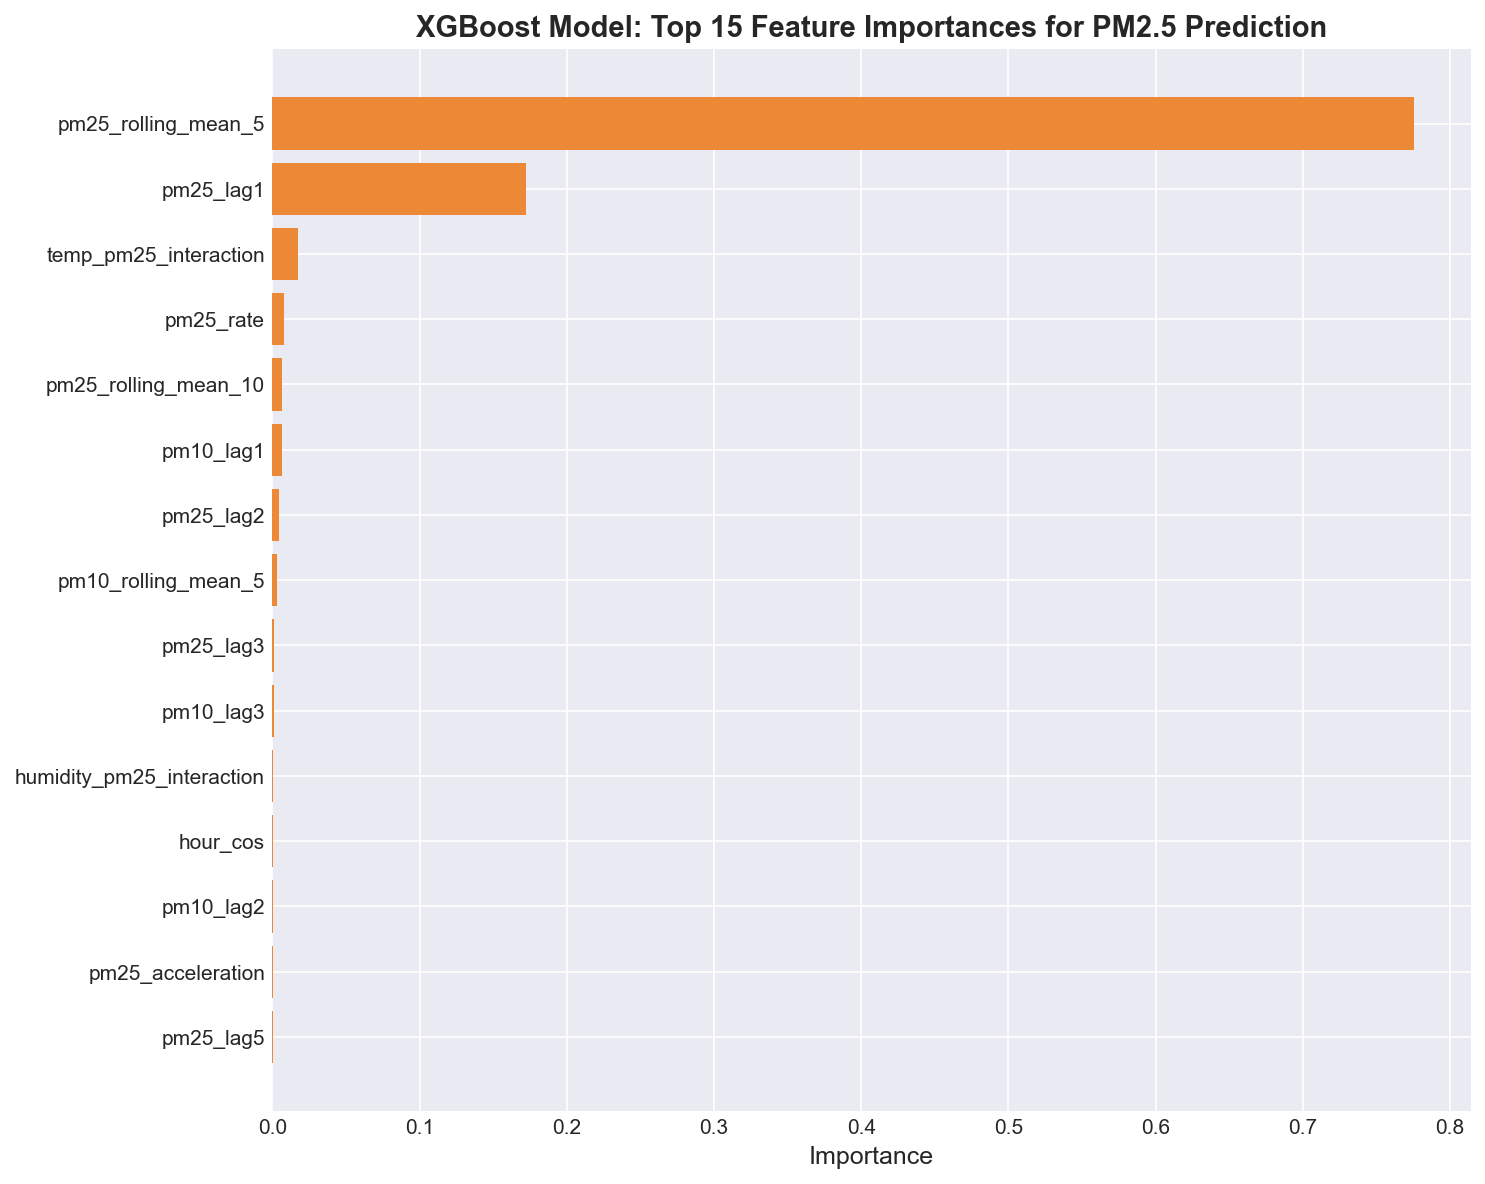 XGBoost Model: Top 15 Feature Importances for PM2.5 Prediction
pm25_rolling_mean_5
pm25_lag1
temp_pm25_interaction
pm25_rate
pm25_rolling_mean_10
pm10_lag1
pm25_lag2
pm10_rolling_mean_5
pm25_lag3
pm10_lag3
humidity_pm25_interaction
hour_cos
pm10_lag2
pm25_acceleration
pm25_lag5
0.0 0.1 0.2 0.3 0.4 0.5 0.6 0.7 0.8
Importance